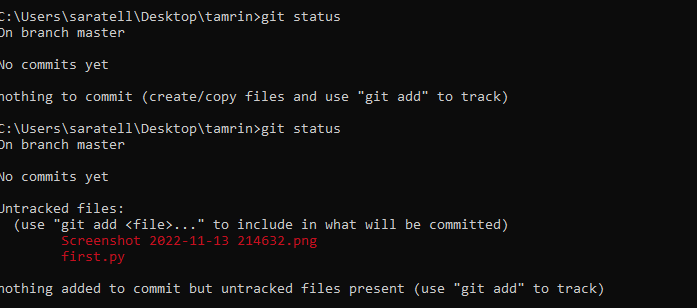 C:\Users\saratell\Desktop\tamrin>git status
On branch master
No commits yet
nothing to commit (create/copy files and use "git add" to track)
C:\Users\saratell\Desktop\tamrin>git status
On branch master
No commits yet
Untracked files:
(use "git add <file>..." to include in what will be committed)
Screenshot 2022-11-13 214632.png
first.py
nothing added to commit but untracked files present (use "git add" to track)